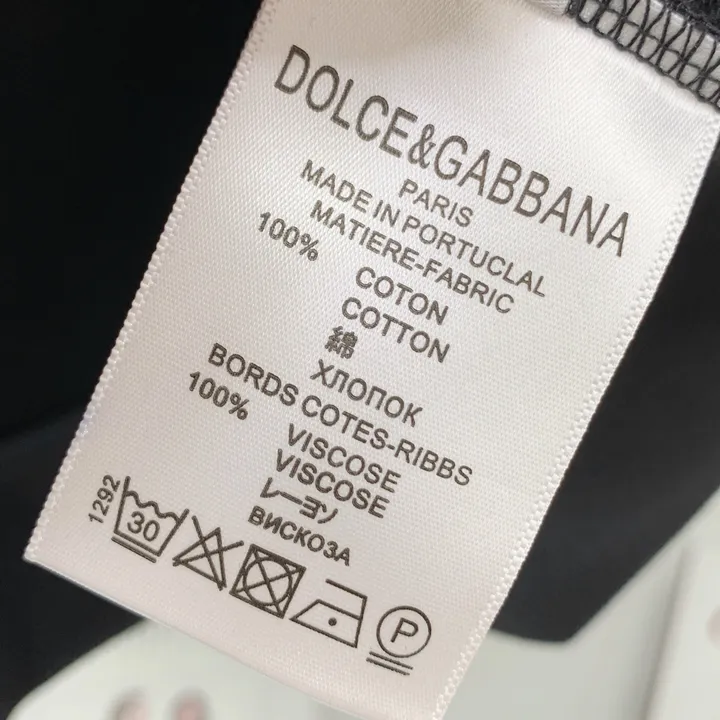 DOLCE&GABBANA
PARIS
MADE IN PORTUCLAL
MATIERE-FABRIC
100%
COTON
COTTON
綿
ХЛОПОК
BORDS COTES-RIBBS
100%
VISCOSE
VISCOSE
レーヨン
ВИСКОЗА
1292
30
P